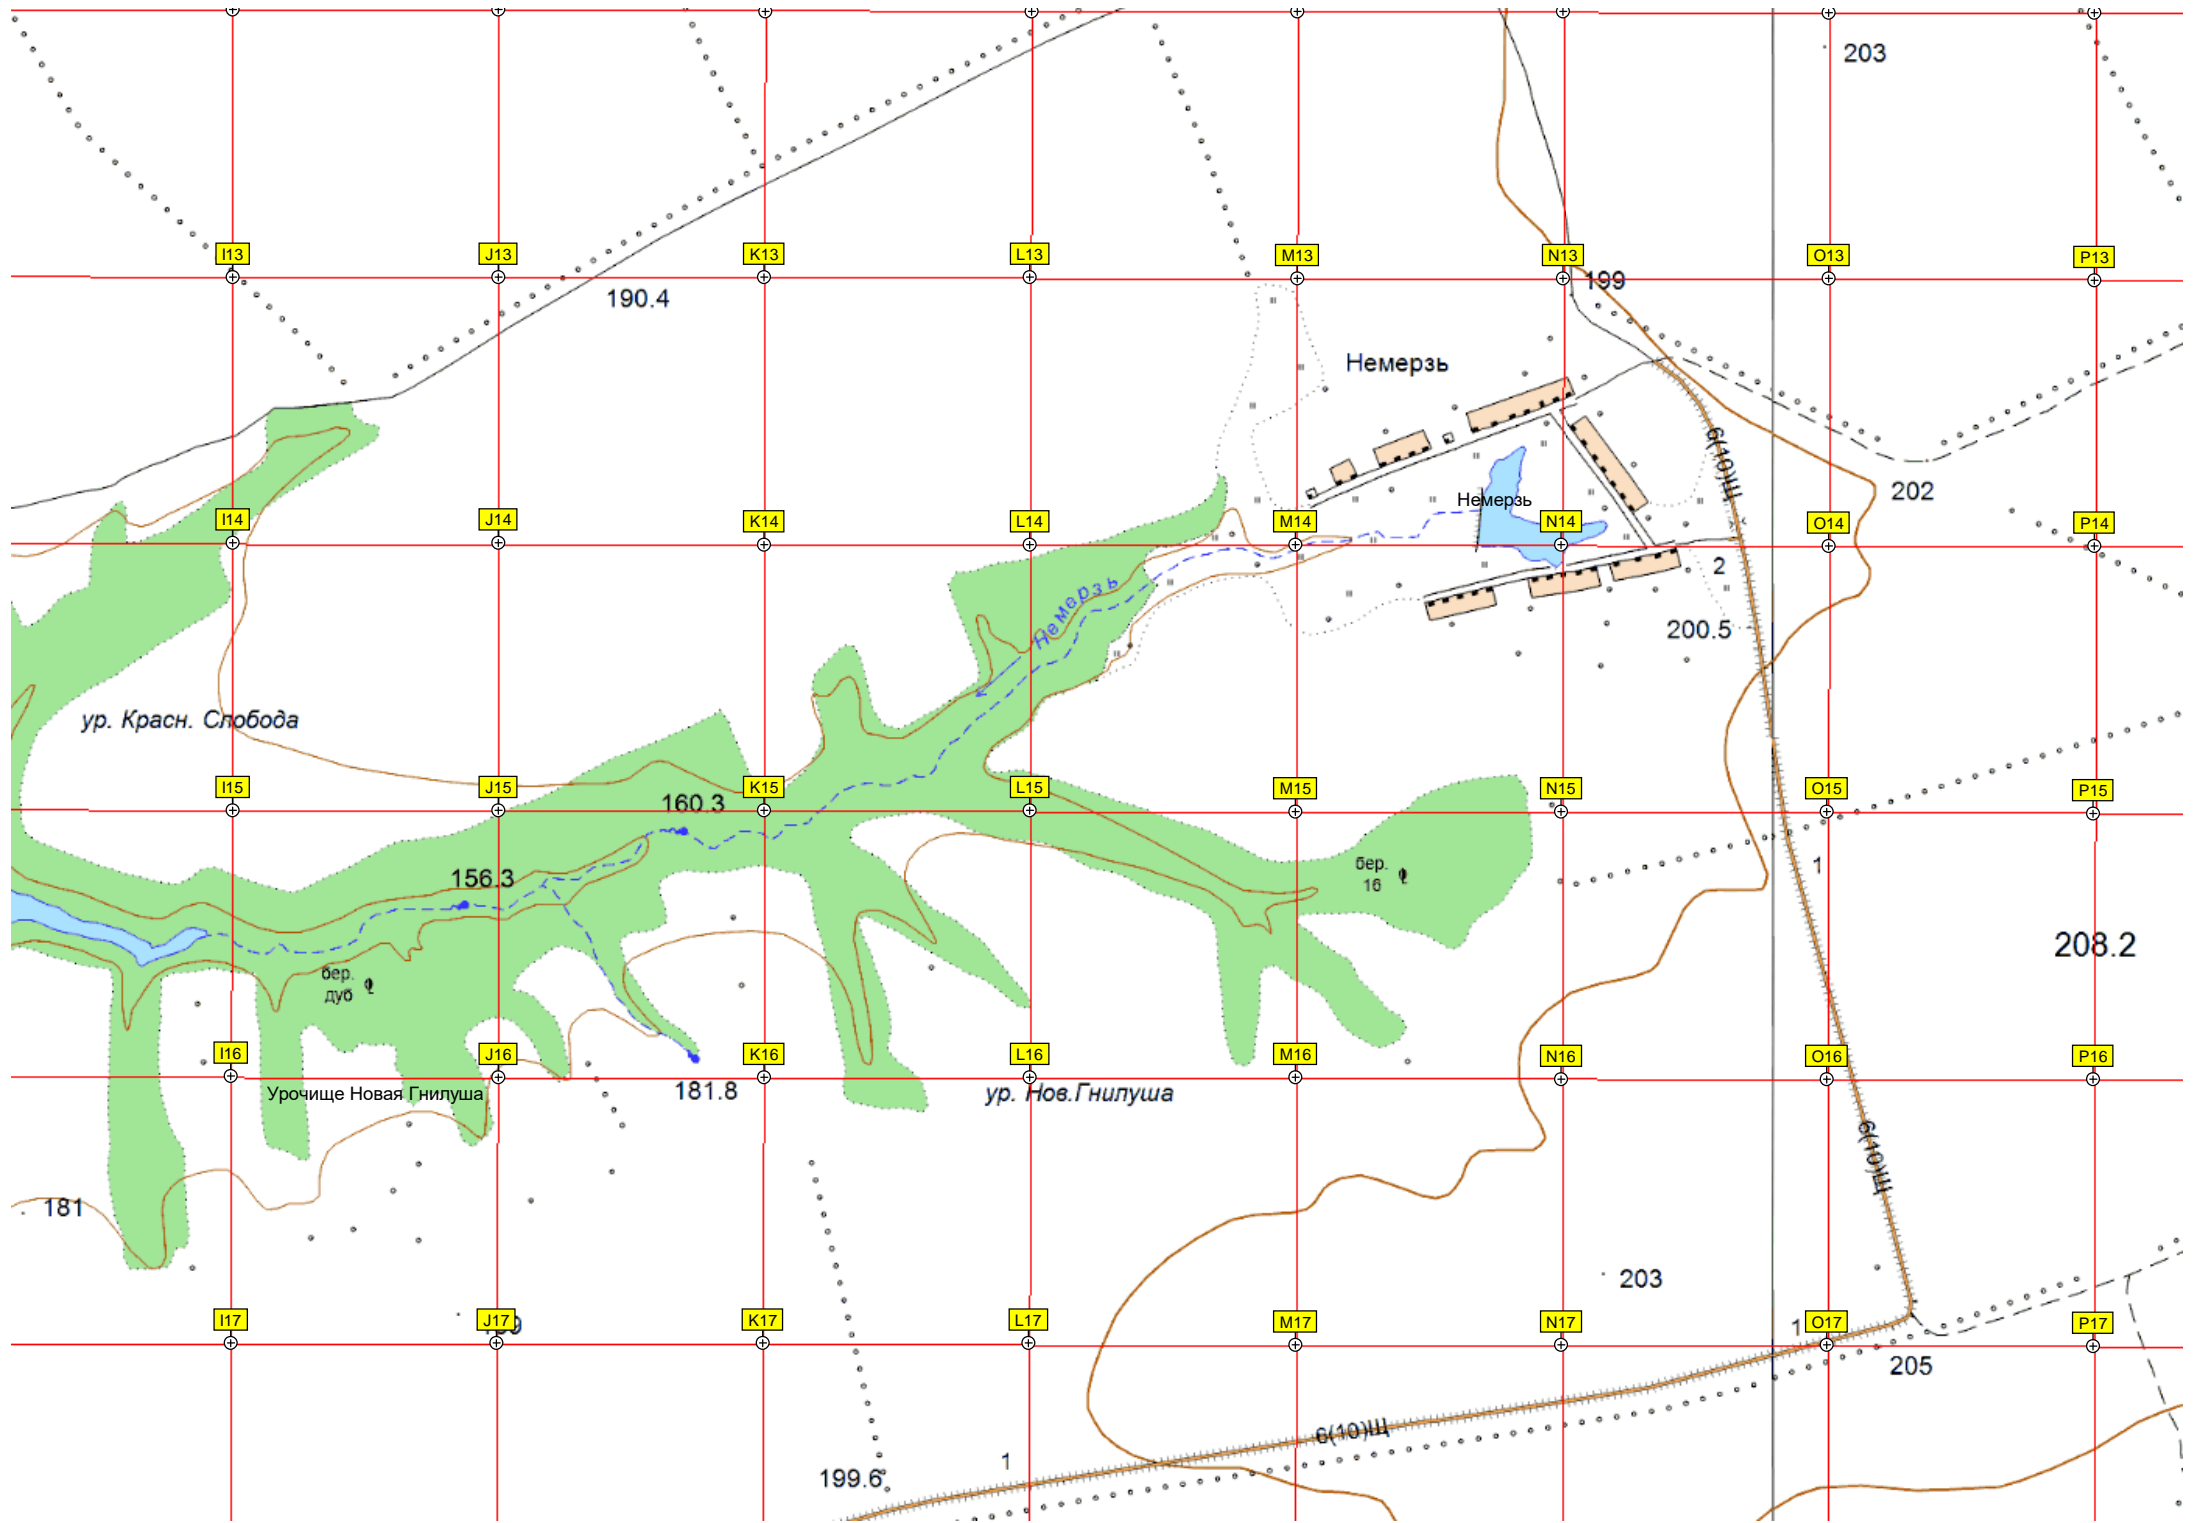 203
I13
J13
K13
L13
M13
N13
O13
P13
199
190.4
Немерзь
6(10)Щ
202
Немерзь
I14
J14
K14
L14
M14
N14
O14
P14
2
Немерзь
200.5
ур. Красн. Слобода
I15
J15
K15
L15
M15
N15
O15
P15
160.3
156.3
бер.
16
1
208.2
бер.
дуб
I16
J16
K16
L16
M16
N16
O16
P16
Урочище Новая Гнилуша
181.8
ур. Нов.Гнилуша
6(10)Щ
181
203
I17
J17
K17
L17
M17
N17
1
O17
P17
205
6(10)Щ
1
199.6